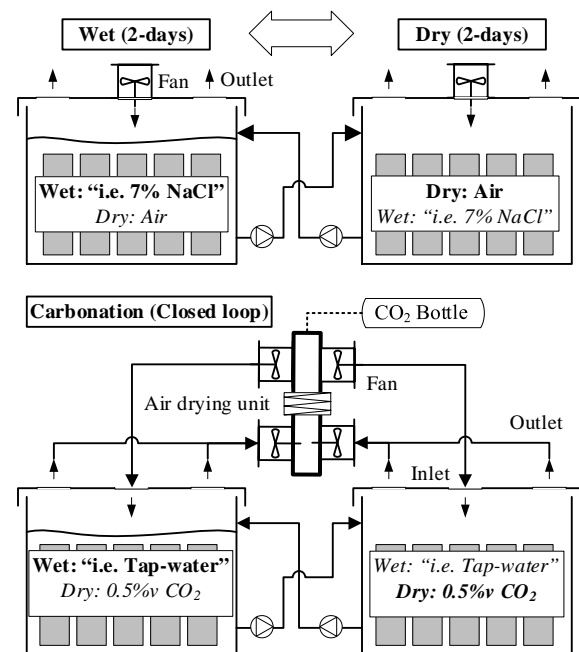 Wet (2-days)
Dry (2-days)
Fan
Outlet
Wet: “i.e. 7% NaCl”
Dry: Air
Dry: Air
Wet: “i.e. 7% NaCl”
Carbonation (Closed loop)
CO₂ Bottle
Fan
Air drying unit
Outlet
Inlet
Wet: “i.e. Tap-water”
Dry: 0.5%v CO₂
Wet: “i.e. Tap-water”
Dry: 0.5%v CO₂